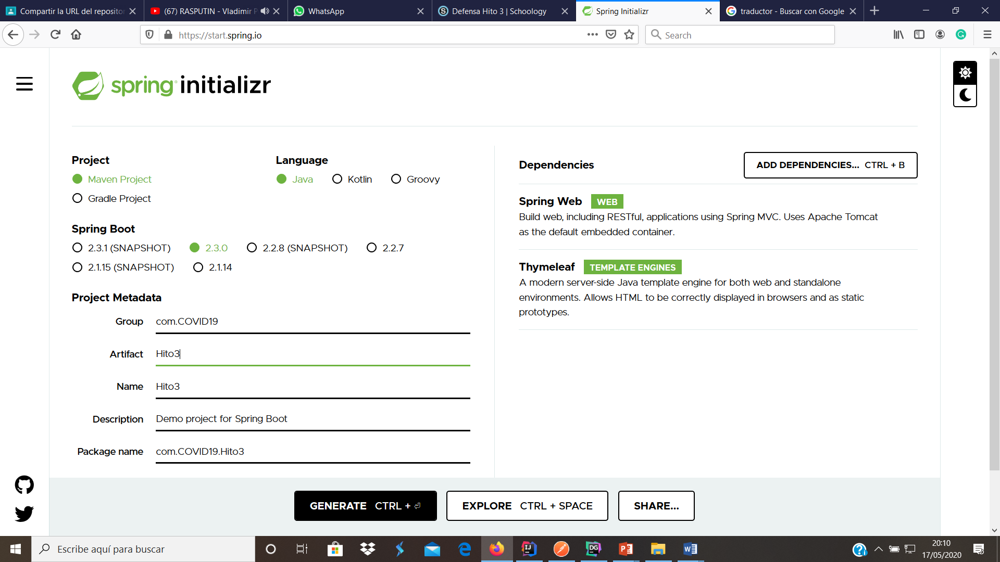 Compartir la URL del repositor
(67) RASPUTIN - Vladimir P
WhatsApp
Defensa Hito 3 | Schoology
Spring Initializr
traductor - Buscar con Google
https://start.spring.io
Search
spring initializr
Project
Maven Project
Gradle Project
Language
Java
Kotlin
Groovy
Spring Boot
2.3.1 (SNAPSHOT)
2.3.0
2.2.8 (SNAPSHOT)
2.2.7
2.1.15 (SNAPSHOT)
2.1.14
Project Metadata
Group com.COVID19
Artifact Hito3
Name Hito3
Description Demo project for Spring Boot
Package name com.COVID19.Hito3
Dependencies
ADD DEPENDENCIES... CTRL + B
Spring Web WEB
Build web, including RESTful, applications using Spring MVC. Uses Apache Tomcat
as the default embedded container.
Thymeleaf TEMPLATE ENGINES
A modern server-side Java template engine for both web and standalone
environments. Allows HTML to be correctly displayed in browsers and as static
prototypes.
GENERATE CTRL + ⏎
EXPLORE CTRL + SPACE
SHARE...
Escribe aquí para buscar
20:10
17/05/2020